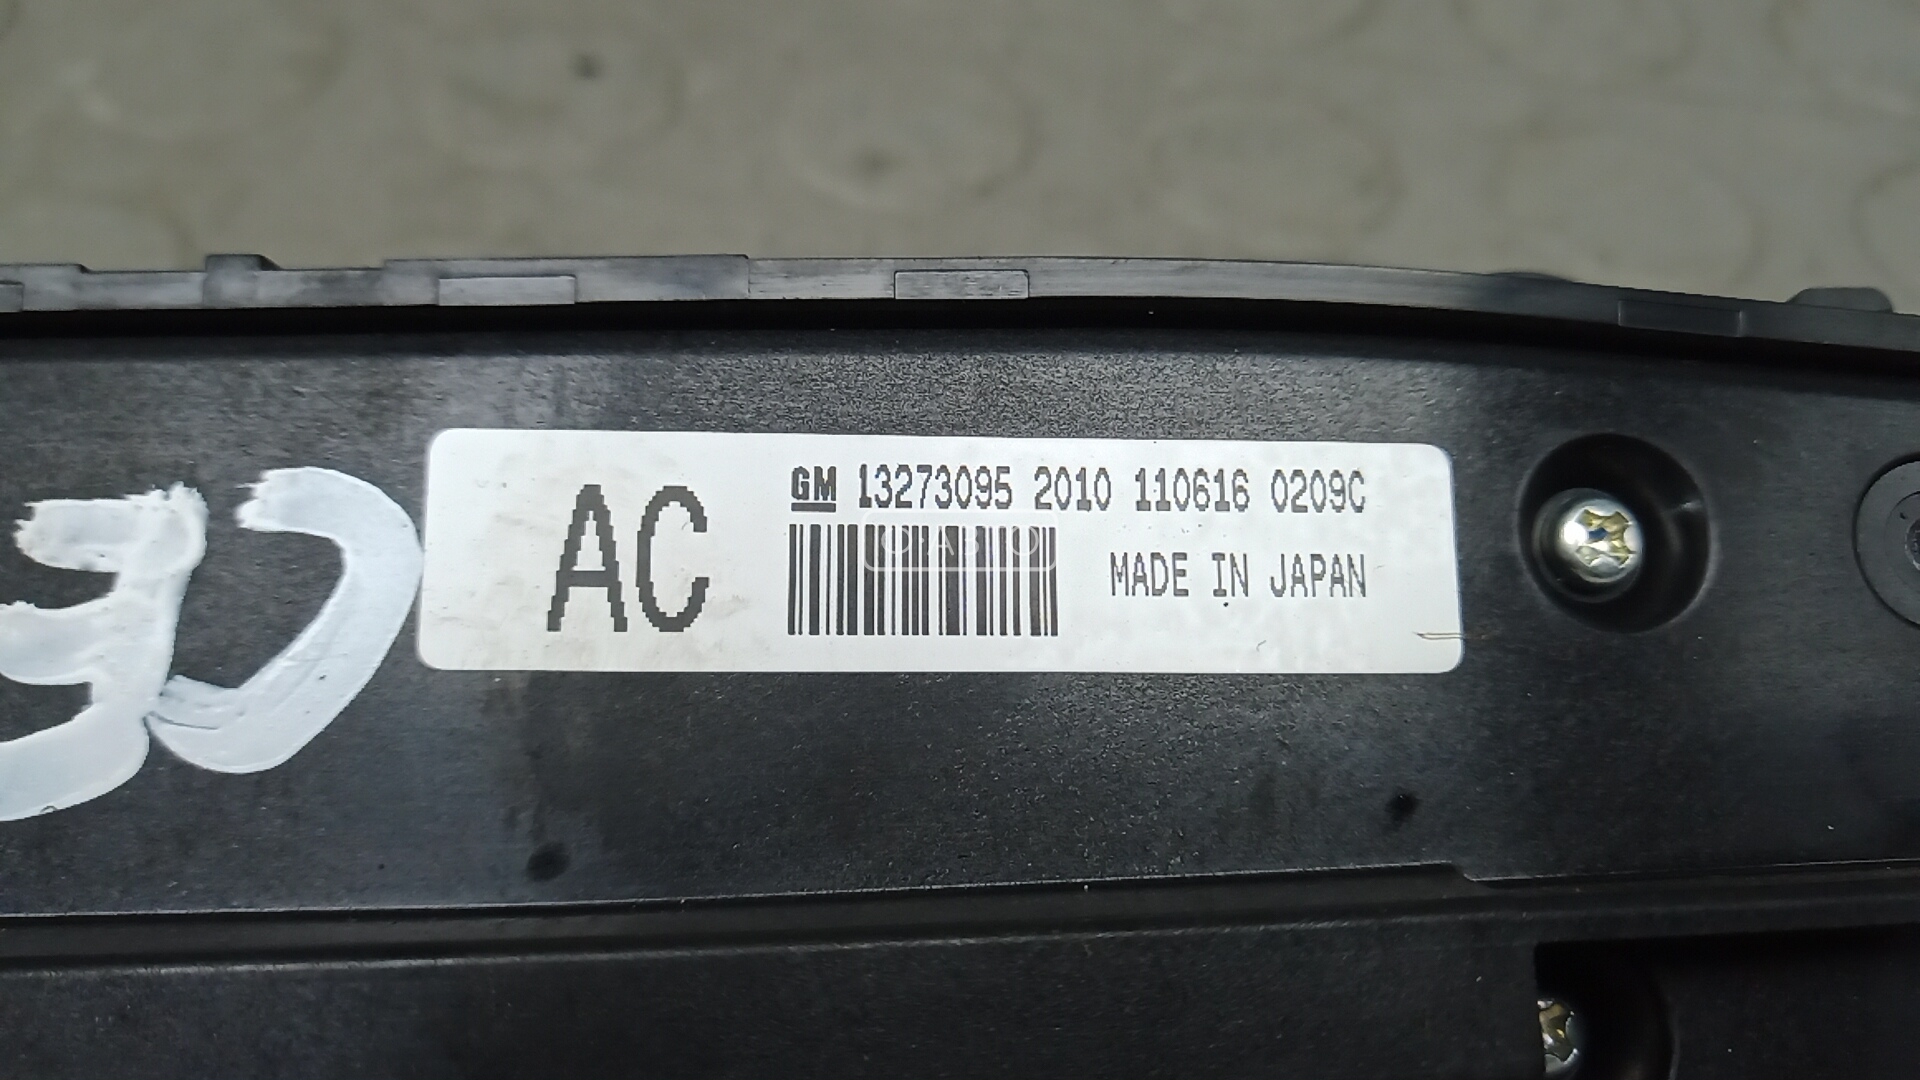 AC
GM 13273095 2010 110616 0209C
MADE IN JAPAN